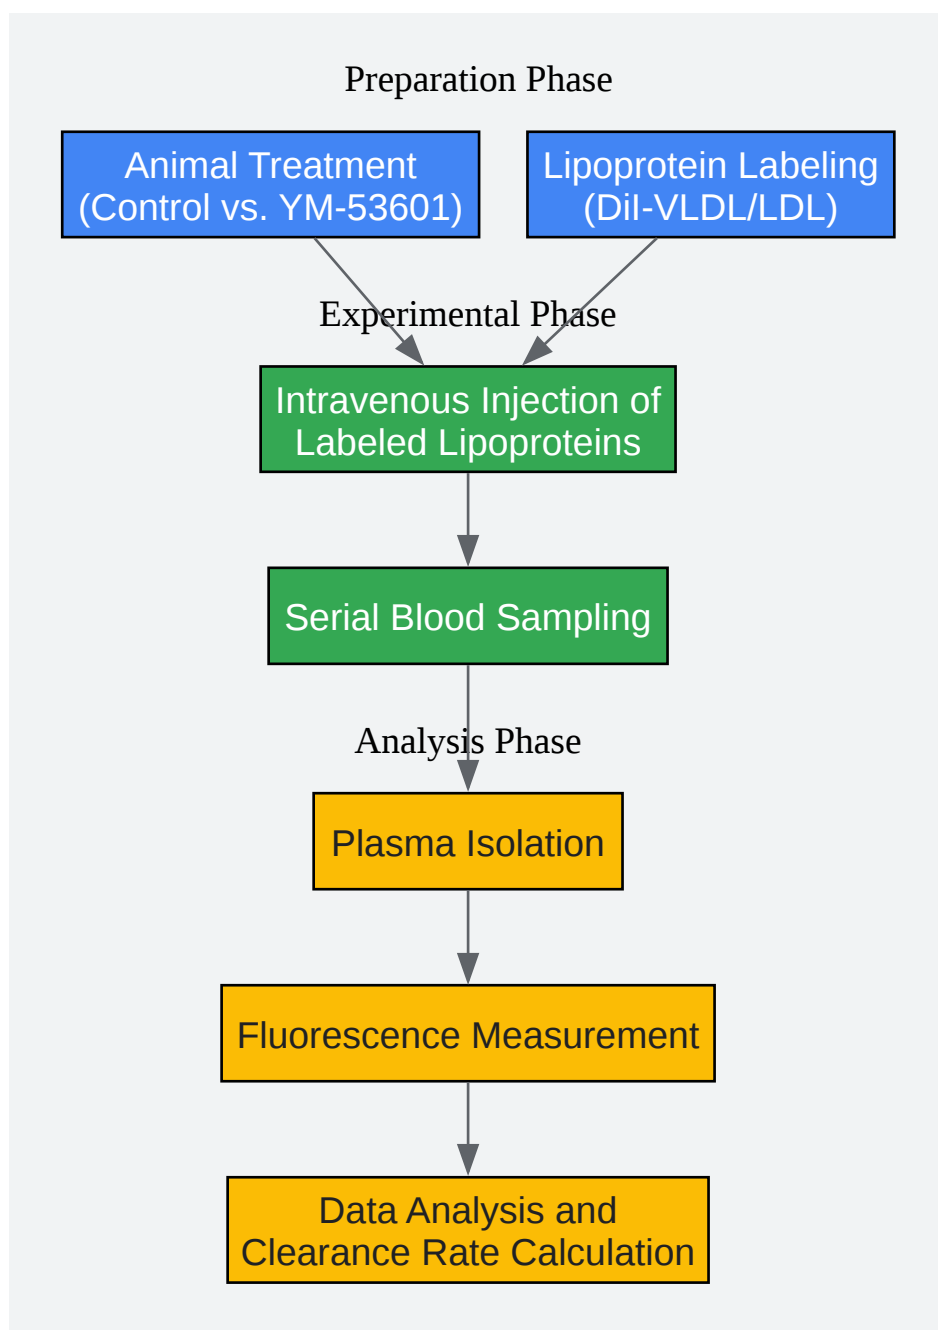 Preparation Phase
Animal Treatment
(Control vs. YM-53601)
Lipoprotein Labeling
(DiI-VLDL/LDL)
Experimental Phase
Intravenous Injection of
Labeled Lipoproteins
Serial Blood Sampling
Analysis Phase
Plasma Isolation
Fluorescence Measurement
Data Analysis and
Clearance Rate Calculation